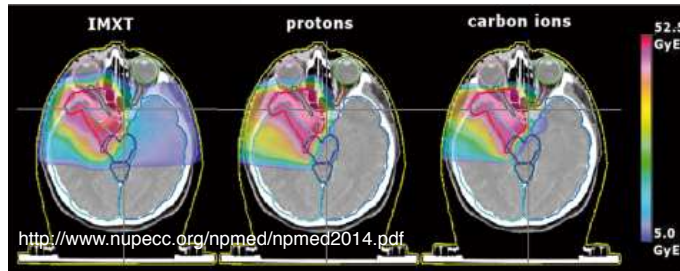 IMXT
protons
carbon ions
52.5
GyE
5.0
GyE
http://www.nupecc.org/npmed/npmed2014.pdf